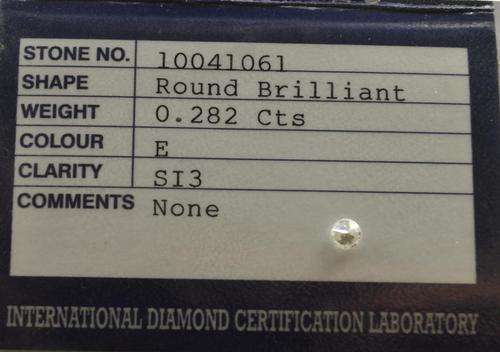 STONE NO. 10041061
SHAPE Round Brilliant
WEIGHT 0.282 Cts
COLOUR E
CLARITY SI3
COMMENTS None
INTERNATIONAL DIAMOND CERTIFICATION LABORATORY